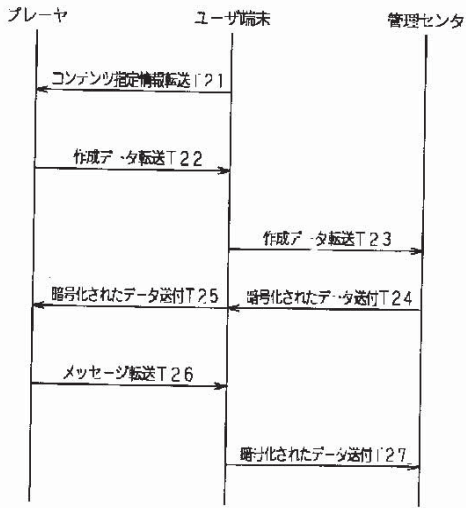 プレーヤ
ユーザ端末
管理センタ
コンテンツ指定情報転送T21
作成データ転送T22
作成データ転送T23
暗号化されたデータ送付T25
暗号化されたデータ送付T24
メッセージ転送T26
暗号化されたデータ送付T27